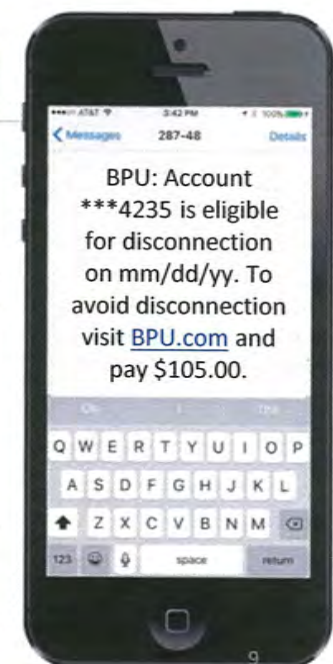 AT&T 3:42 PM 100%
Messages 287-48 Details
BPU: Account
***4235 is eligible
for disconnection
on mm/dd/yy. To
avoid disconnection
visit BPU.com and
pay $105.00.
Q W E R T Y U I O P
A S D F G H J K L
Z X C V B N M
123 space return
9